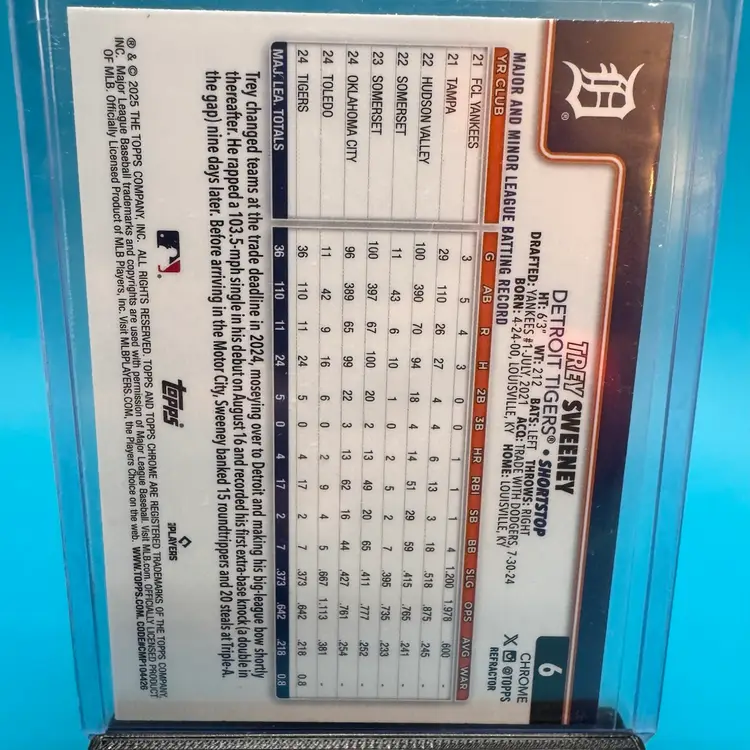 TREY SWEENEY
DETROIT TIGERS® • SHORTSTOP
HT: 6'3" WT: 212 BATS: LEFT THROWS: RIGHT
DRAFTED: YANKEES #1-JULY, 2021 ACQ: TRADE WITH DODGERS, 7-30-24
BORN: 4-24-00, LOUISVILLE, KY HOME: LOUISVILLE, KY
6
CHROME
X @TOPPS
REFRACTOR
D ®
MAJOR AND MINOR LEAGUE BATTING RECORD
YR CLUB G AB R H 2B 3B HR RBI SB BB SLG OPS AVG WAR
21 FCL YANKEES 3 5 4 3 0 0 1 1 1 4 1.200 1.978 .600 -
21 TAMPA 29 110 26 27 4 1 6 13 3 18 .518 .875 .245 -
22 HUDSON VALLEY 100 390 70 94 18 4 14 51 29 59 .415 .765 .241 -
22 SOMERSET 11 43 6 10 1 0 2 5 2 7 .395 .735 .233 -
23 SOMERSET 100 397 67 100 20 2 13 49 20 65 .411 .777 .252 -
24 OKLAHOMA CITY 96 389 65 99 22 3 13 62 16 44 .427 .761 .254 -
24 TOLEDO 11 42 9 16 6 0 2 9 4 5 .667 1.113 .381 -
24 TIGERS 36 110 11 24 5 0 4 17 2 7 .373 .642 .218 0.8
MAJ. LEA. TOTALS 36 110 11 24 5 0 4 17 2 7 .373 .642 .218 0.8
Trey changed teams at the trade deadline in 2024, moseying over to Detroit and making his big-league bow shortly
thereafter. He rapped a 103.5-mph single in his debut on August 16 and recorded his first extra-base knock (a double in
the gap) nine days later. Before arriving in the Motor City, Sweeney banked 15 roundtrippers and 20 steals at Triple-A.
topps®
PLAYERS
® & © 2025 THE TOPPS COMPANY, INC. ALL RIGHTS RESERVED. TOPPS AND TOPPS CHROME ARE REGISTERED TRADEMARKS OF THE TOPPS COMPANY,
INC. Major League Baseball trademarks and copyrights are used with permission of Major League Baseball. Visit MLB.com. OFFICIALLY LICENSED PRODUCT
OF MLB. Officially Licensed Product of MLB Players, Inc. Visit MLBPLAYERS.COM, the Players Choice on the web. WWW.TOPPS.COM. CODE#CMP104426